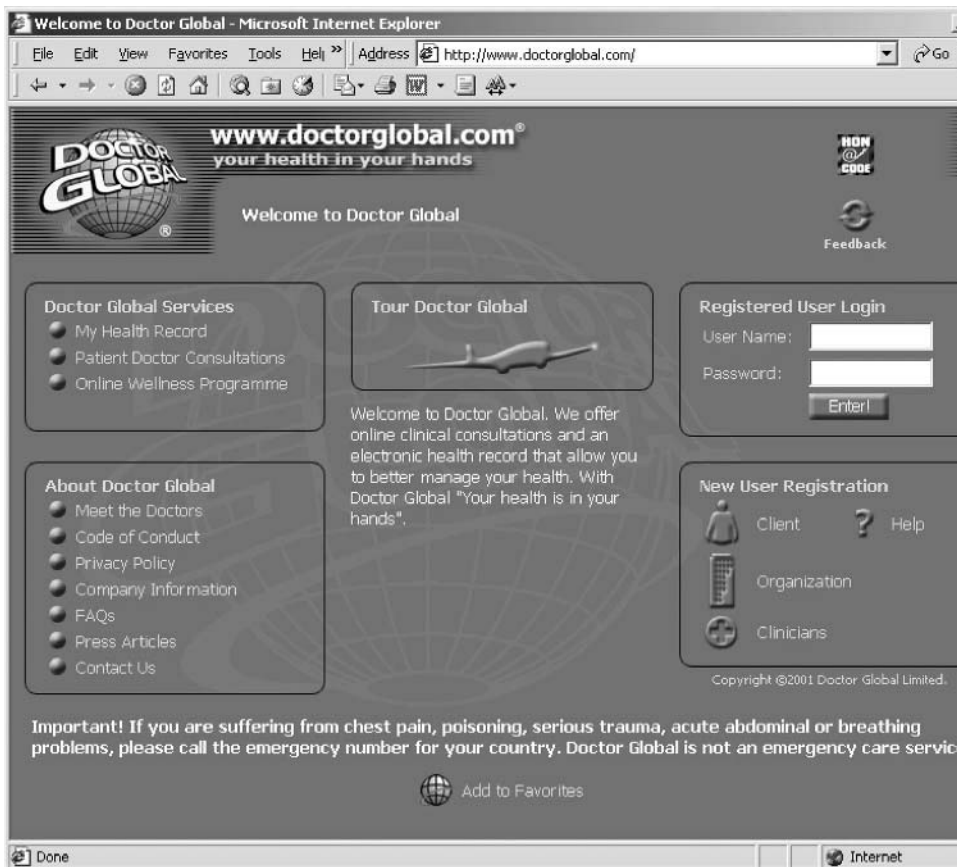 Welcome to Doctor Global - Microsoft Internet Explorer
File Edit View Favorites Tools Hel » Address http://www.doctorglobal.com/ Go
W
DOCTOR
GLOBAL
®
www.doctorglobal.com®
your health in your hands
HON
@
CODE
Welcome to Doctor Global
Feedback
Doctor Global Services
My Health Record
Patient Doctor Consultations
Online Wellness Programme
Tour Doctor Global
Registered User Login
User Name:
Password:
Enter!
Welcome to Doctor Global. We offer
online clinical consultations and an
electronic health record that allow you
to better manage your health. With
Doctor Global "Your health is in your
hands".
About Doctor Global
Meet the Doctors
Code of Conduct
Privacy Policy
Company Information
FAQs
Press Articles
Contact Us
New User Registration
Client ? Help
Organization
Clinicians
Copyright ©2001 Doctor Global Limited.
Important! If you are suffering from chest pain, poisoning, serious trauma, acute abdominal or breathing
problems, please call the emergency number for your country. Doctor Global is not an emergency care servic
Add to Favorites
Done Internet